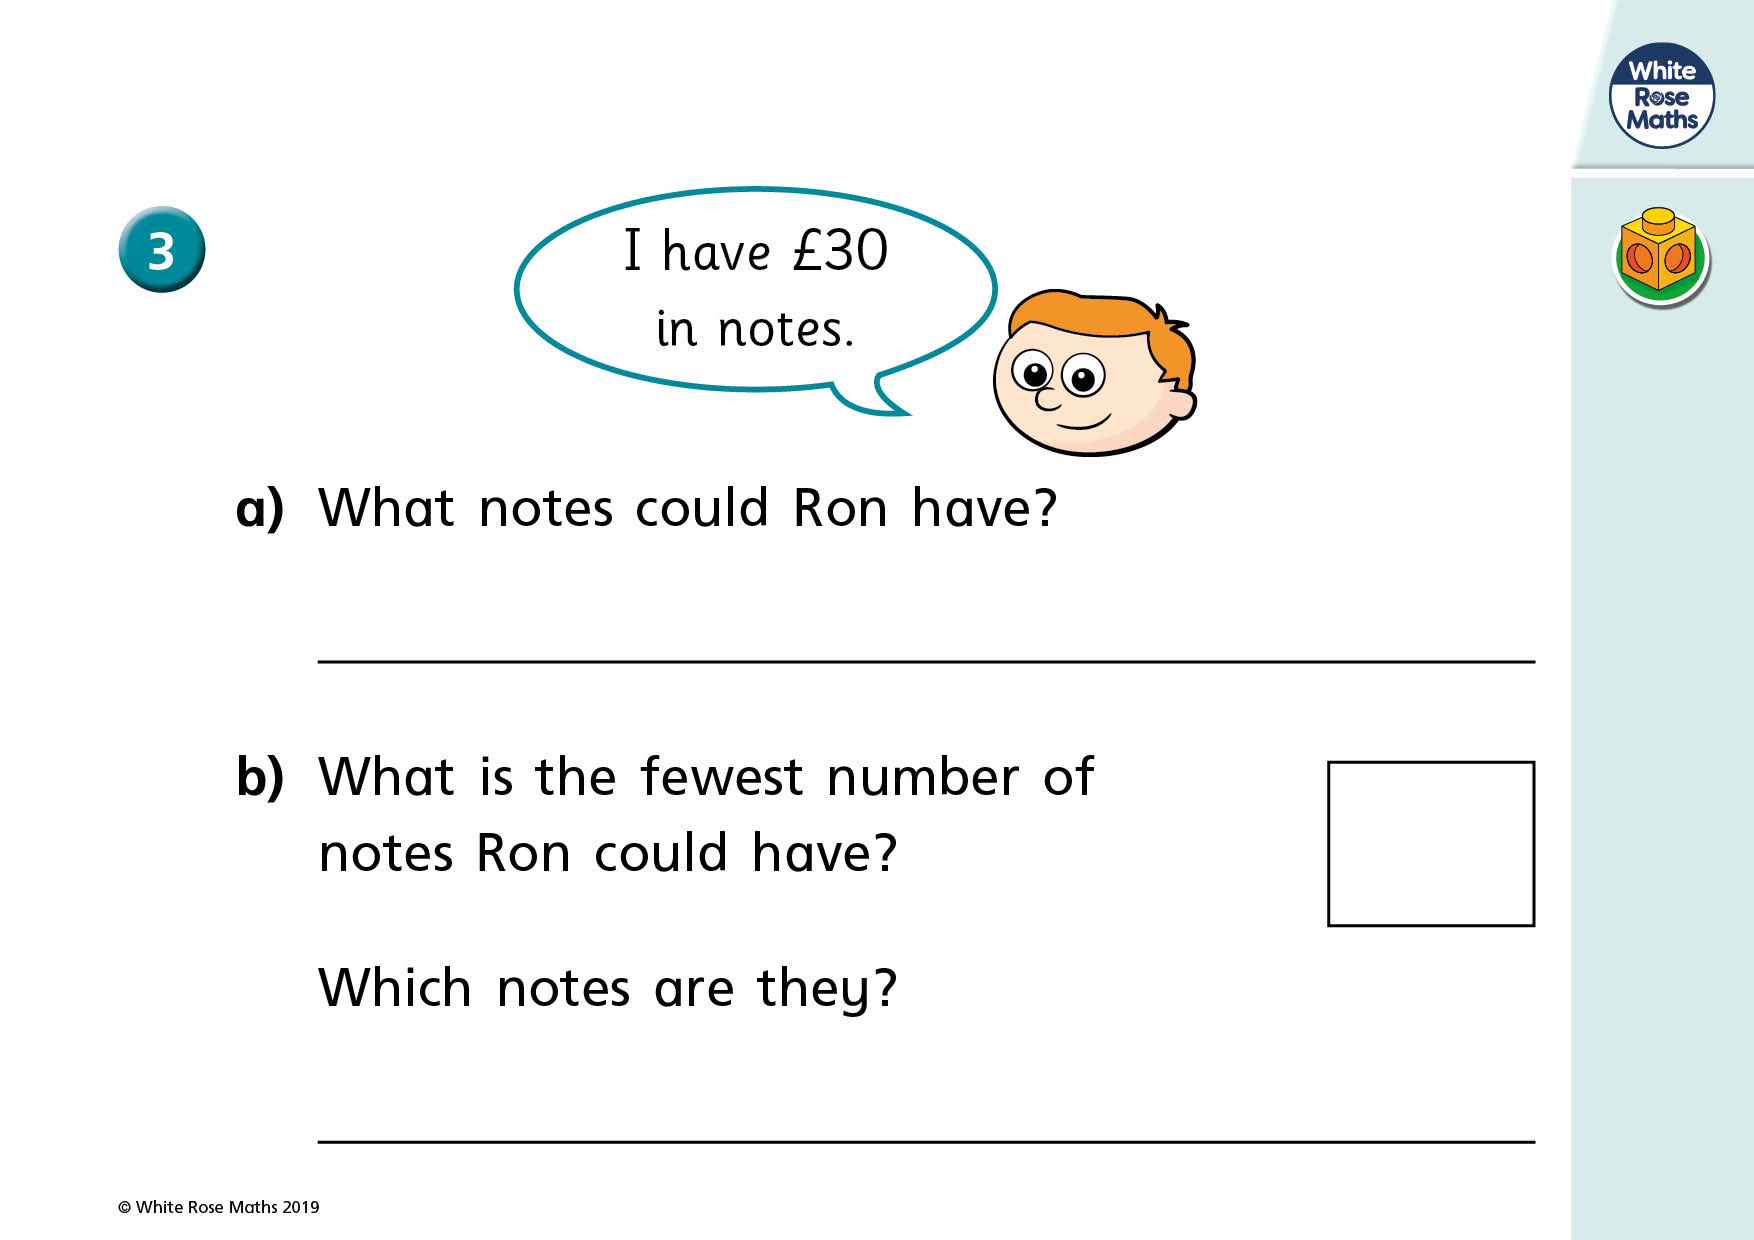 White
Rose
Maths
3
I have £30
in notes.
a) What notes could Ron have?
b) What is the fewest number of
notes Ron could have?
Which notes are they?
© White Rose Maths 2019